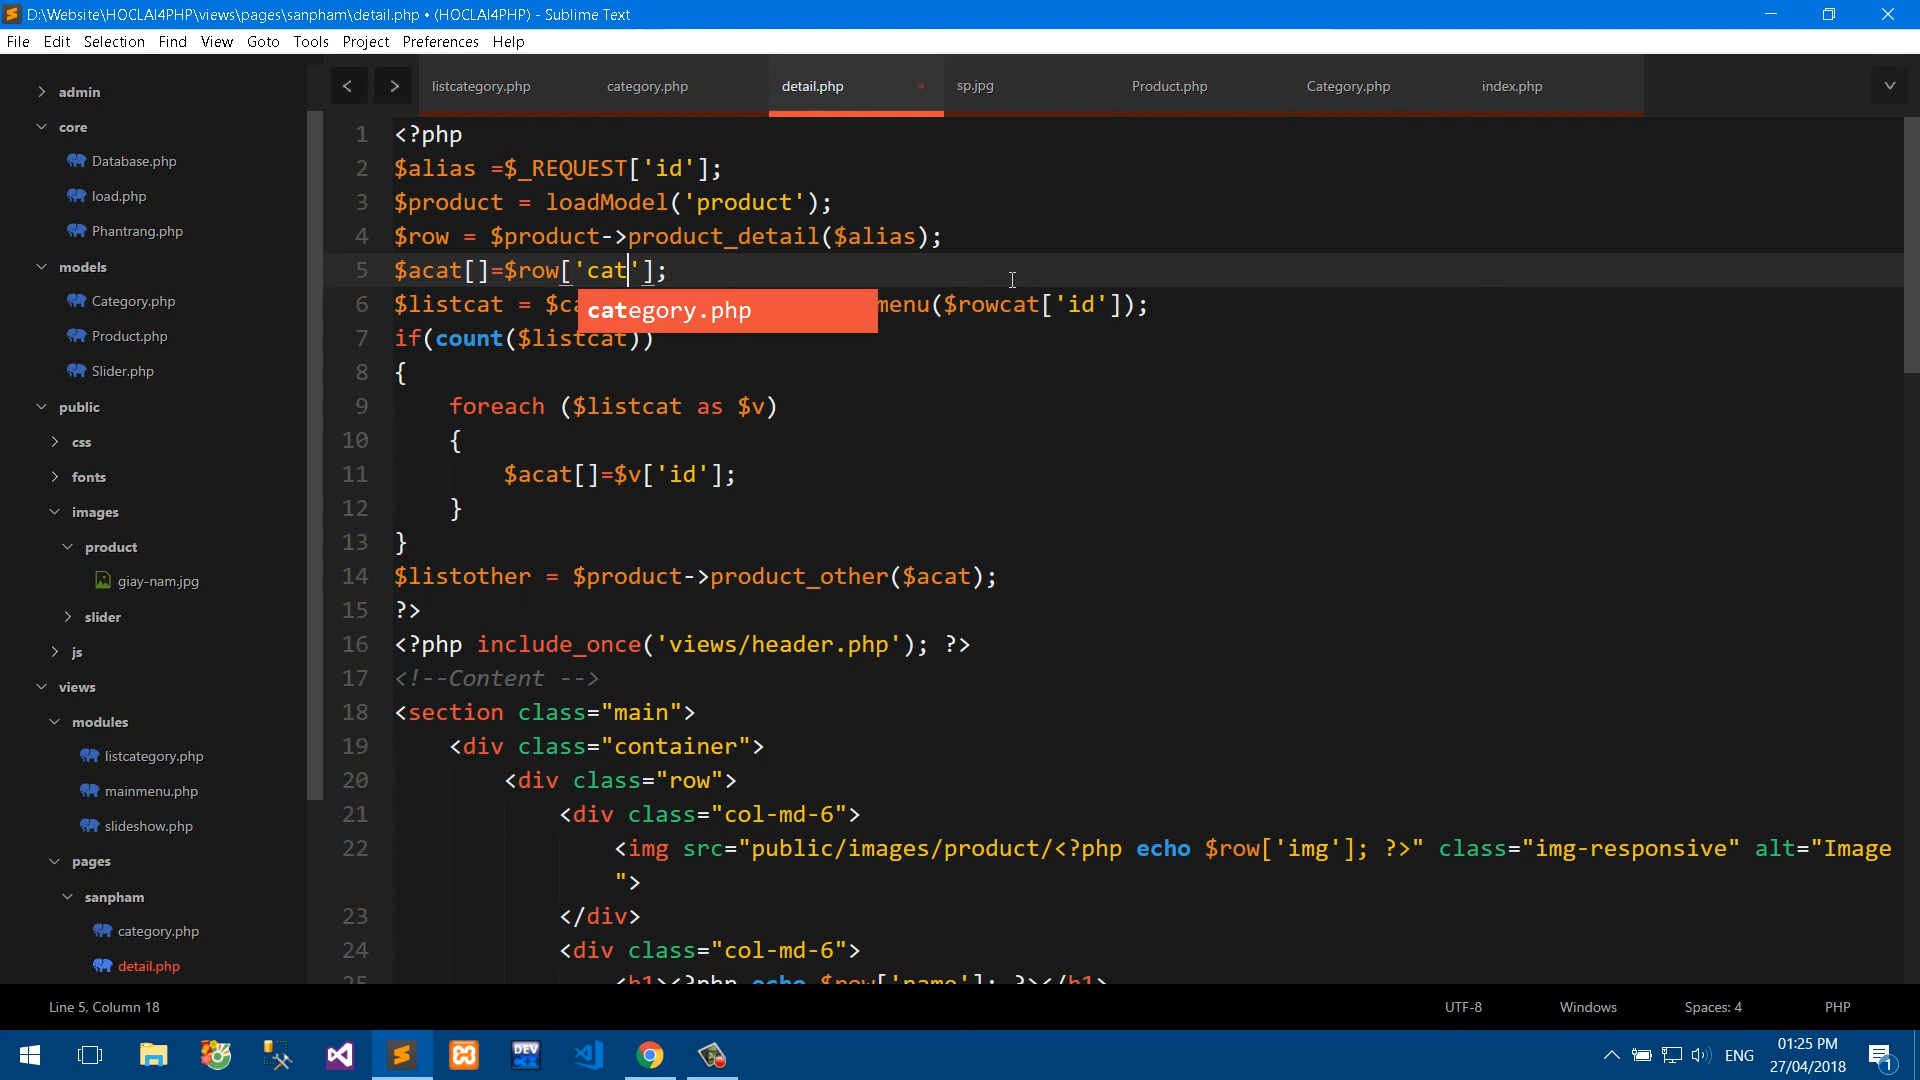 D:\Website\HOCLAI4PHP\views\pages\sanpham\detail.php • (HOCLAI4PHP) - Sublime Text
File Edit Selection Find View Goto Tools Project Preferences Help
listcategory.php category.php detail.php sp.jpg Product.php Category.php index.php
admin
core
Database.php
load.php
Phantrang.php
models
Category.php
Product.php
Slider.php
public
css
fonts
images
product
giay-nam.jpg
slider
js
views
modules
listcategory.php
mainmenu.php
slideshow.php
pages
sanpham
category.php
detail.php
1 <?php
2 $alias =$_REQUEST['id'];
3 $product = loadModel('product');
4 $row = $product->product_detail($alias);
5 $acat[]=$row['cat'];
category.php
6 $listcat = $ca menu($rowcat['id']);
7 if(count($listcat))
8 {
9 foreach ($listcat as $v)
10 {
11 $acat[]=$v['id'];
12 }
13 }
14 $listother = $product->product_other($acat);
15 ?>
16 <?php include_once('views/header.php'); ?>
17 <!--Content -->
18 <section class="main">
19 <div class="container">
20 <div class="row">
21 <div class="col-md-6">
22 <img src="public/images/product/<?php echo $row['img']; ?>" class="img-responsive" alt="Image
">
23 </div>
24 <div class="col-md-6">
25 <h1><?php echo $row['name']; ?></h1>
Line 5, Column 18 UTF-8 Windows Spaces: 4 PHP
DEV
ENG
01:25 PM
27/04/2018
1